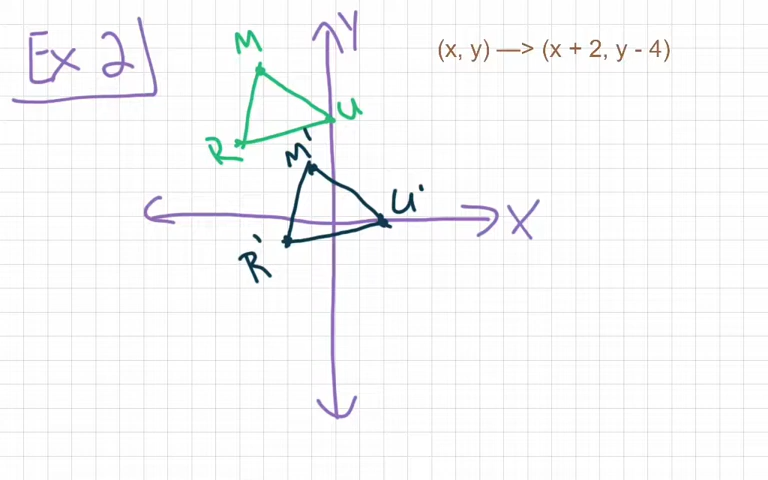 Ex 2
(x, y) —> (x + 2, y - 4)
Y
M
U
R
M'
U'
X
R'